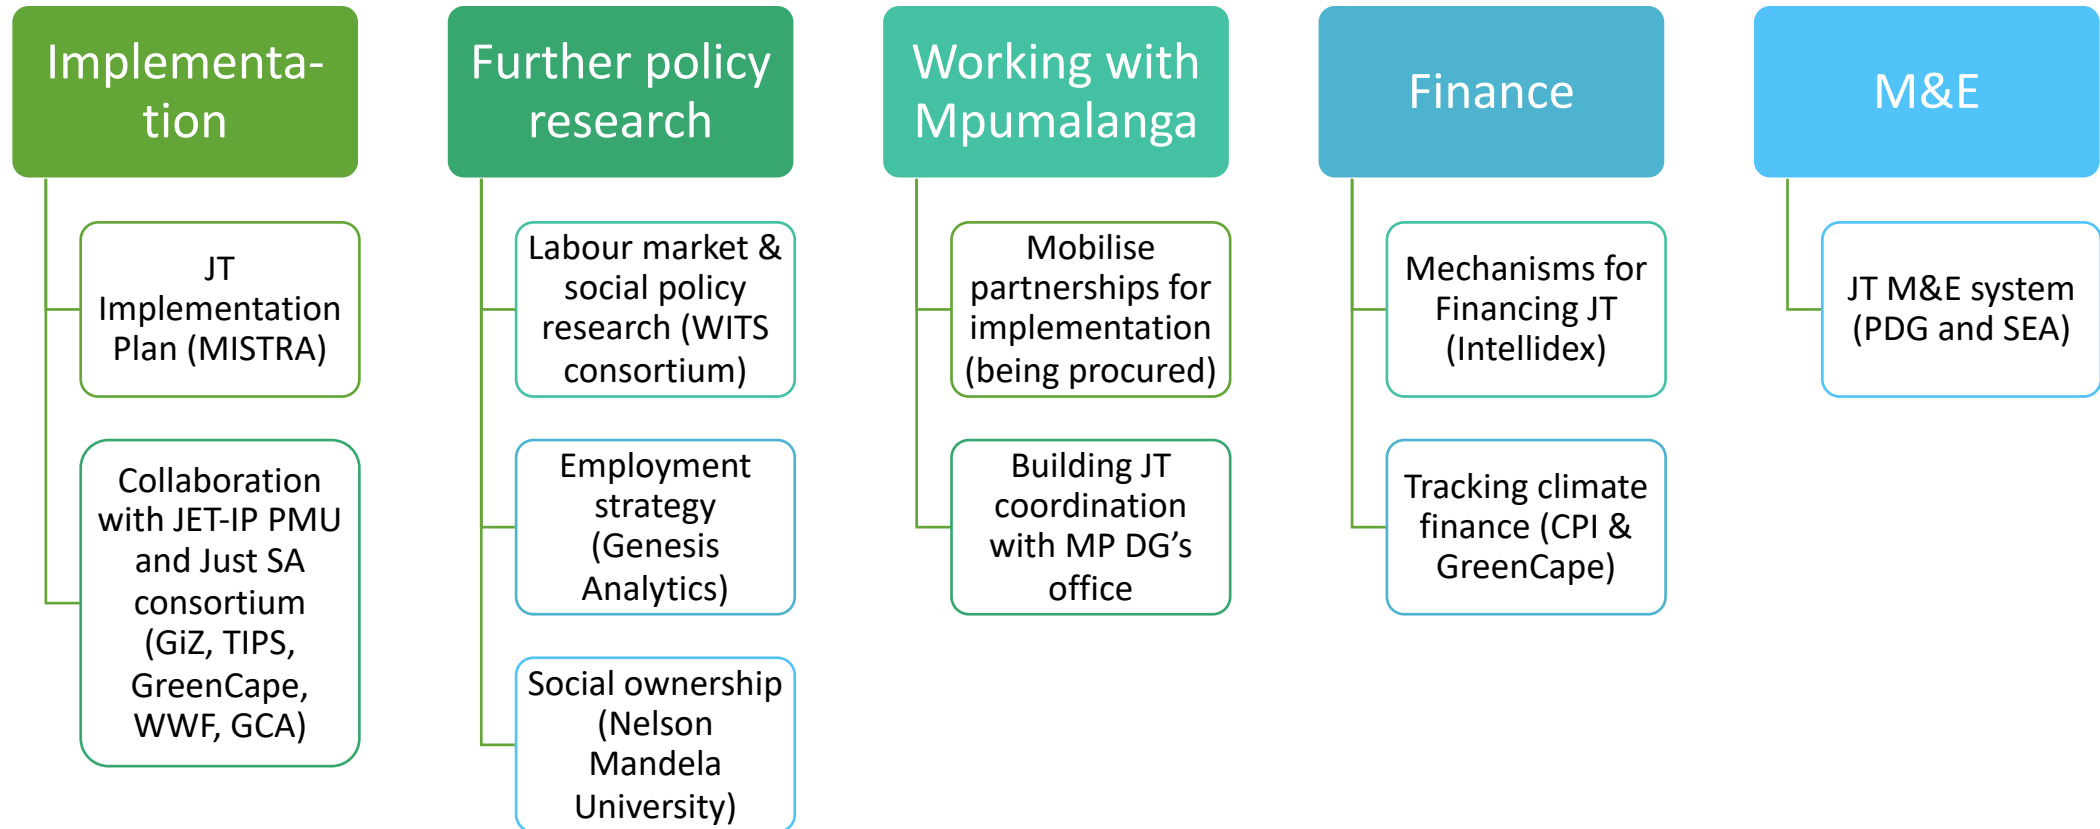 Implementa-
tion
JT
Implementation
Plan (MISTRA)
Collaboration
with JET-IP PMU
and Just SA
consortium
(GiZ, TIPS,
GreenCape,
WWF, GCA)
Further policy
research
Labour market &
social policy
research (WITS
consortium)
Employment
strategy
(Genesis
Analytics)
Social ownership
(Nelson
Mandela
University)
Working with
Mpumalanga
Mobilise
partnerships for
implementation
(being procured)
Building JT
coordination
with MP DG’s
office
Finance
Mechanisms for
Financing JT
(Intellidex)
Tracking climate
finance (CPI &
GreenCape)
M&E
JT M&E system
(PDG and SEA)